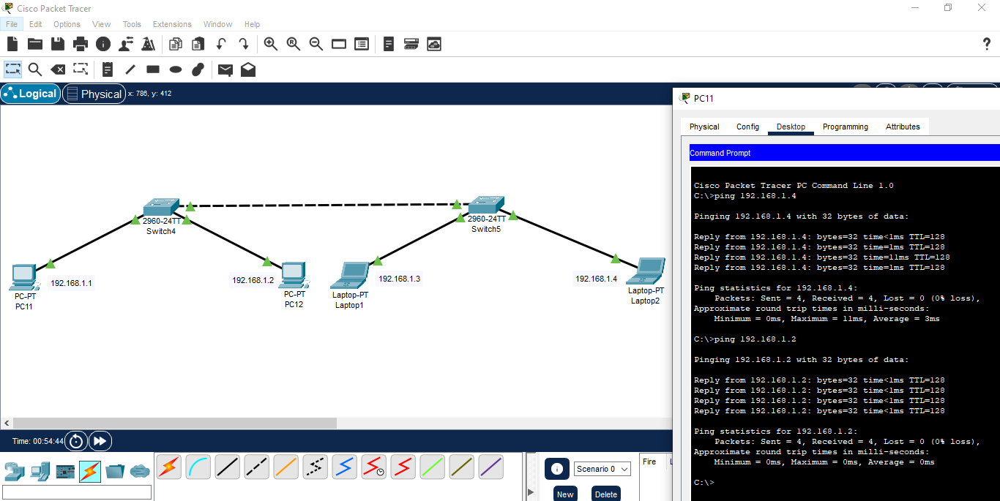 Cisco Packet Tracer
File Edit Options View Tools Extensions Window Help
?
Logical
Physical
x: 786, y: 412
2960-24TT
Switch4
2960-24TT
Switch5
192.168.1.1
PC-PT
PC11
192.168.1.2
PC-PT
PC12
192.168.1.3
Laptop-PT
Laptop1
192.168.1.4
Laptop-PT
Laptop2
Time: 00:54:44
Scenario 0
New
Delete
Fire
PC11
Physical Config Desktop Programming Attributes
Command Prompt
Cisco Packet Tracer PC Command Line 1.0
C:\>ping 192.168.1.4
Pinging 192.168.1.4 with 32 bytes of data:
Reply from 192.168.1.4: bytes=32 time<1ms TTL=128
Reply from 192.168.1.4: bytes=32 time=1ms TTL=128
Reply from 192.168.1.4: bytes=32 time=11ms TTL=128
Reply from 192.168.1.4: bytes=32 time=1ms TTL=128
Ping statistics for 192.168.1.4:
Packets: Sent = 4, Received = 4, Lost = 0 (0% loss),
Approximate round trip times in milli-seconds:
Minimum = 0ms, Maximum = 11ms, Average = 3ms
C:\>ping 192.168.1.2
Pinging 192.168.1.2 with 32 bytes of data:
Reply from 192.168.1.2: bytes=32 time<1ms TTL=128
Reply from 192.168.1.2: bytes=32 time<1ms TTL=128
Reply from 192.168.1.2: bytes=32 time<1ms TTL=128
Reply from 192.168.1.2: bytes=32 time<1ms TTL=128
Ping statistics for 192.168.1.2:
Packets: Sent = 4, Received = 4, Lost = 0 (0% loss),
Approximate round trip times in milli-seconds:
Minimum = 0ms, Maximum = 0ms, Average = 0ms
C:\>